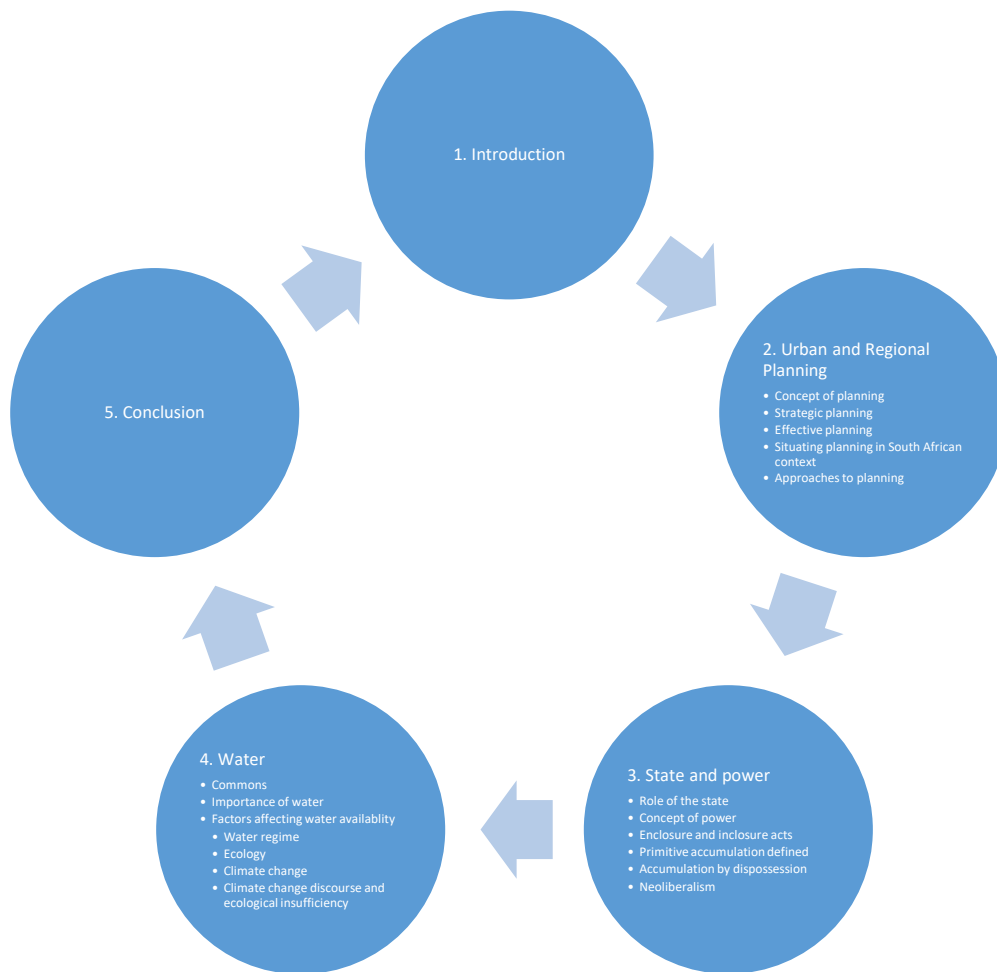 1. Introduction
2. Urban and Regional
Planning
• Concept of planning
• Strategic planning
• Effective planning
• Situating planning in South African
context
• Approaches to planning
3. State and power
• Role of the state
• Concept of power
• Enclosure and inclosure acts
• Primitive accumulation defined
• Accumulation by dispossession
• Neoliberalism
4. Water
• Commons
• Importance of water
• Factors affecting water availablity
• Water regime
• Ecology
• Climate change
• Climate change discourse and
ecological insufficiency
5. Conclusion